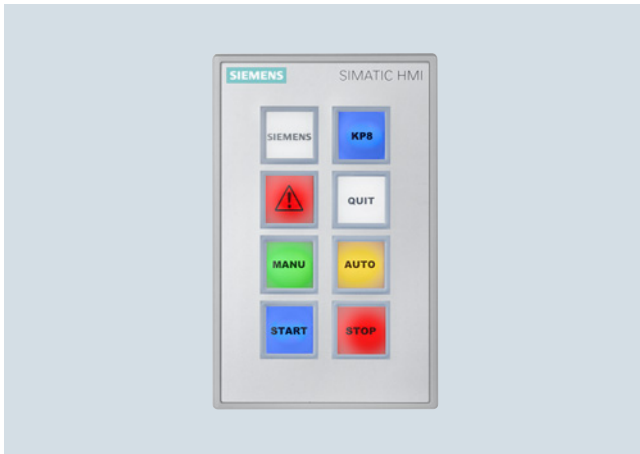 SIEMENS SIMATIC HMI
SIEMENS KP8
QUIT
MANU AUTO
START STOP